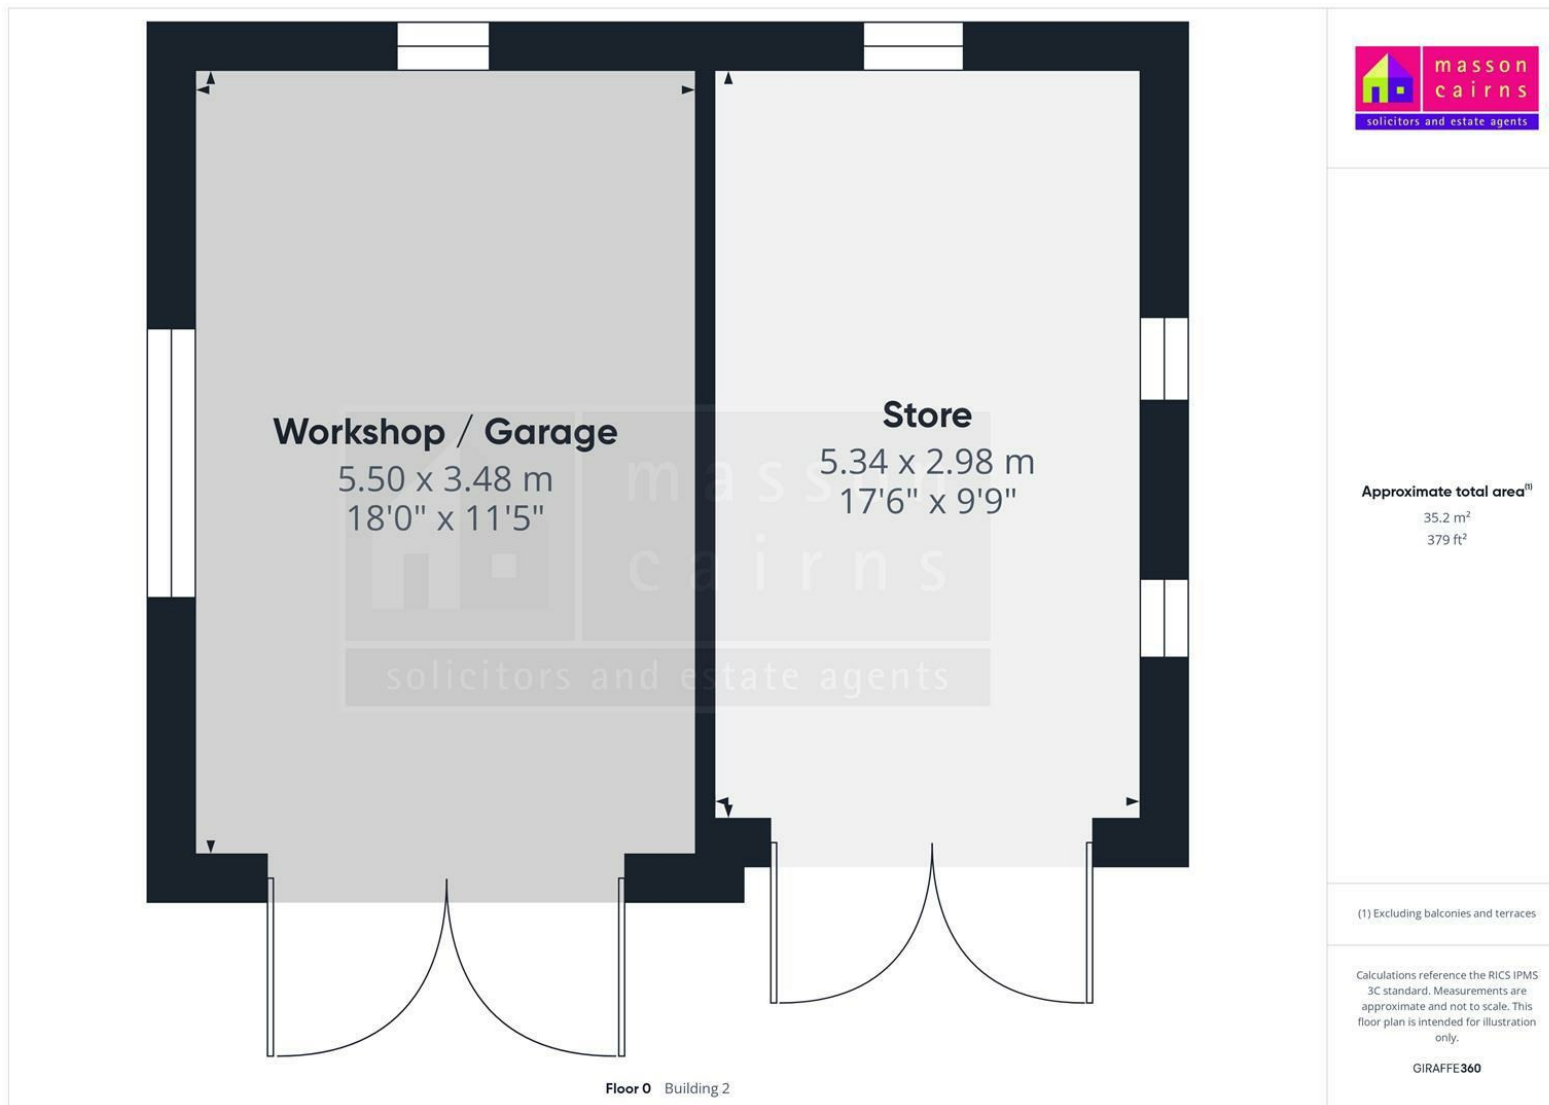 Workshop / Garage
5.50 x 3.48 m
18'0" x 11'5"
Store
5.34 x 2.98 m
17'6" x 9'9"
masson
cairns
solicitors and estate agents
Floor 0 Building 2
masson
cairns
solicitors and estate agents
Approximate total area(1)
35.2 m²
379 ft²
(1) Excluding balconies and terraces
Calculations reference the RICS IPMS
3C standard. Measurements are
approximate and not to scale. This
floor plan is intended for illustration
only.
GIRAFFE360